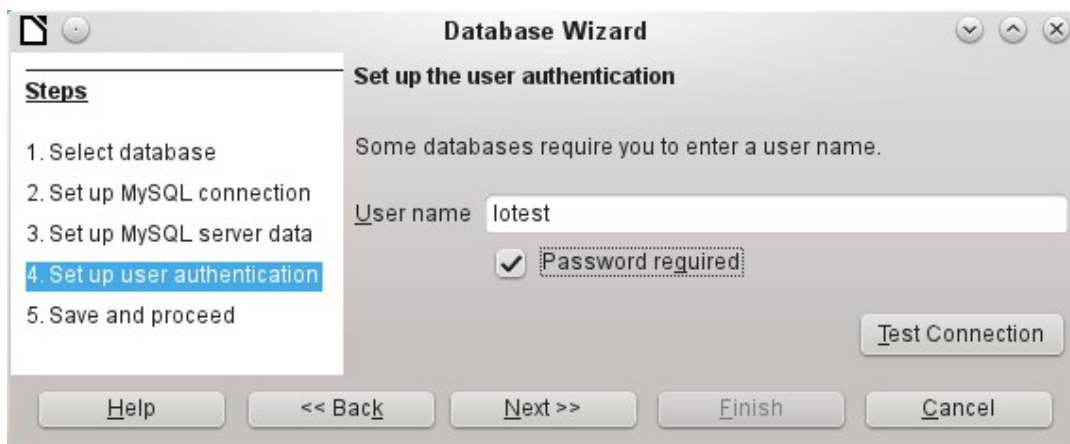 Database Wizard
Steps
1. Select database
2. Set up MySQL connection
3. Set up MySQL server data
4. Set up user authentication
5. Save and proceed
Set up the user authentication
Some databases require you to enter a user name.
User name lotest
Password required
Test Connection
Help << Back Next >> Finish Cancel